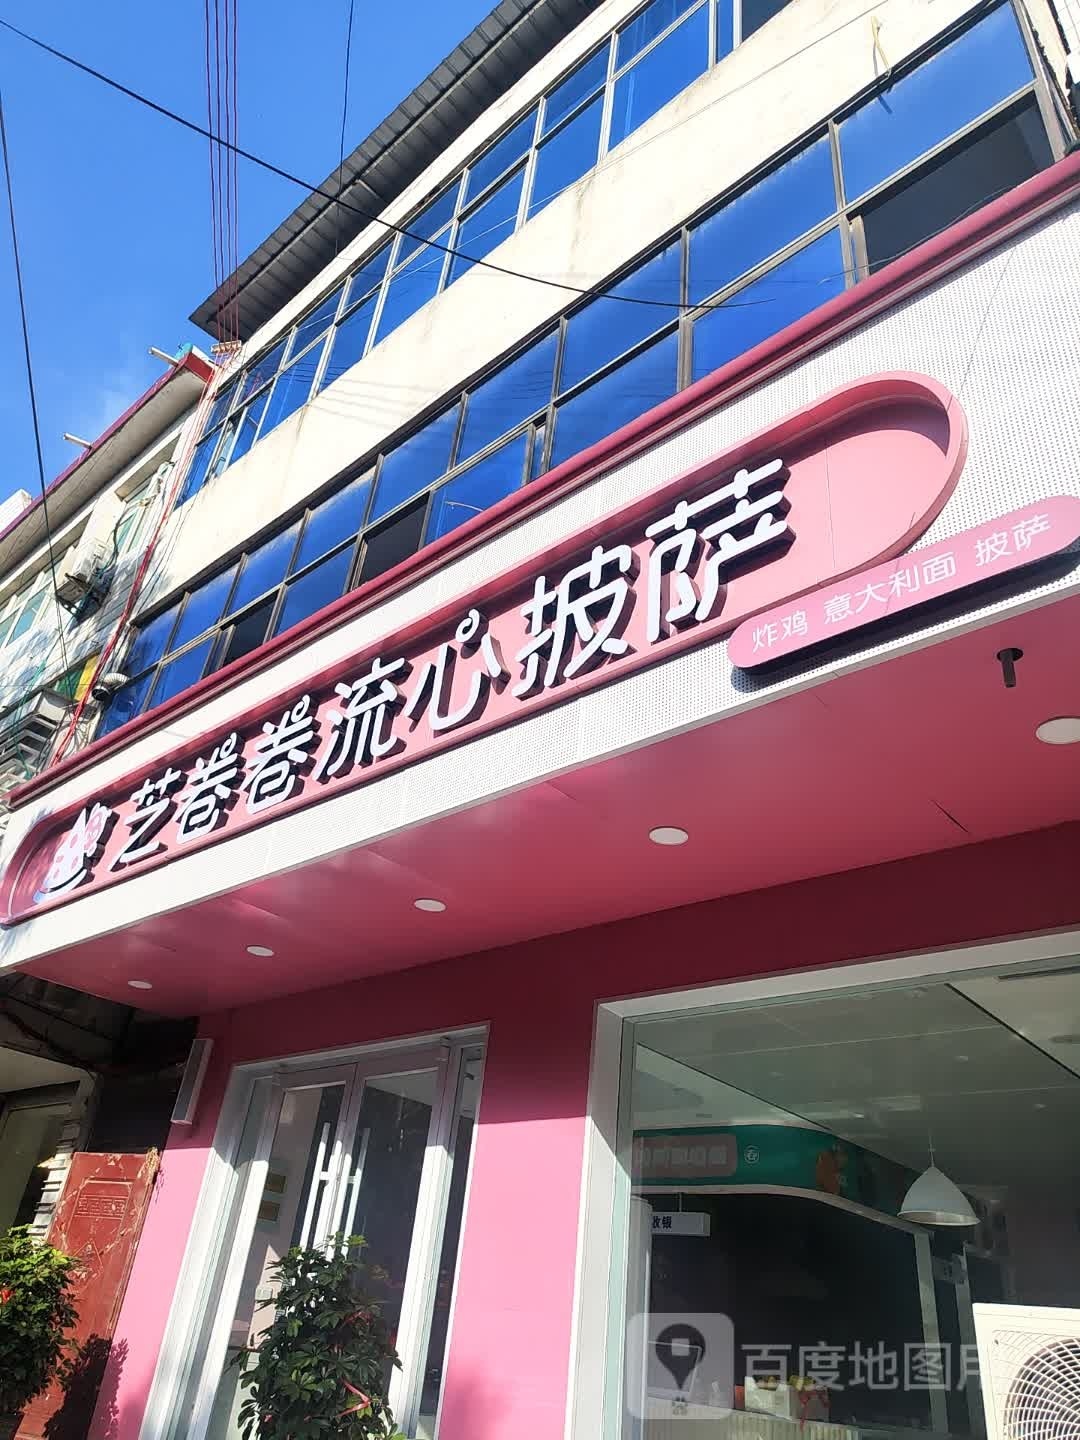 芝卷卷流心披萨
炸鸡 意大利面 披萨
收银
百度地图